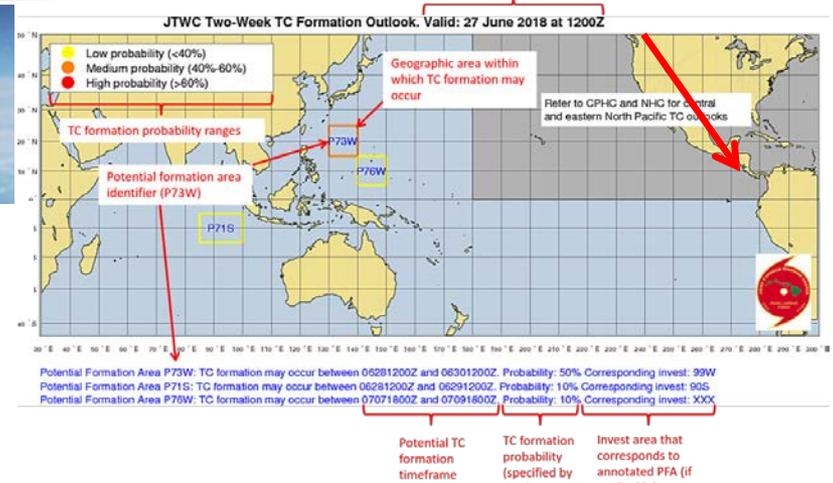 JTWC Two-Week TC Formation Outlook. Valid: 27 June 2018 at 1200Z
Low probability (<40%)
Medium probability (40%-60%)
High probability (>60%)
Geographic area within
which TC formation may
occur
Refer to CPHC and NHC for central
and eastern North Pacific TC outlooks
TC formation probability ranges
P73W
Potential formation area
identifier (P73W)
P76W
P71S
Potential Formation Area P73W: TC formation may occur between 06281200Z and 06301200Z. Probability: 50% Corresponding invest: 99W
Potential Formation Area P71S: TC formation may occur between 06281200Z and 06291200Z. Probability: 10% Corresponding invest: 90S
Potential Formation Area P76W: TC formation may occur between 07071800Z and 07091800Z. Probability: 10% Corresponding invest: XXX
Potential TC
formation
timeframe
TC formation
probability
(specified by
Invest area that
corresponds to
annotated PFA (if